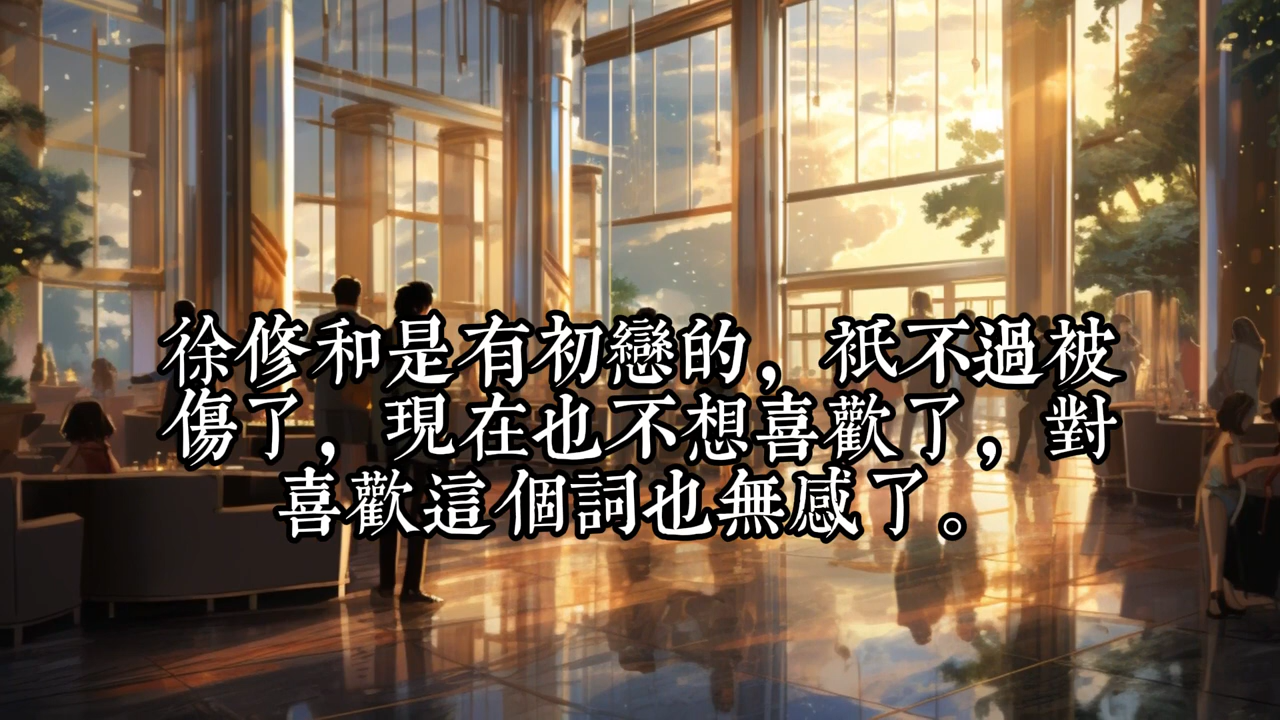 徐修和是有初戀的，衹不過被
傷了，現在也不想喜歡了，對
喜歡這個詞也無感了。